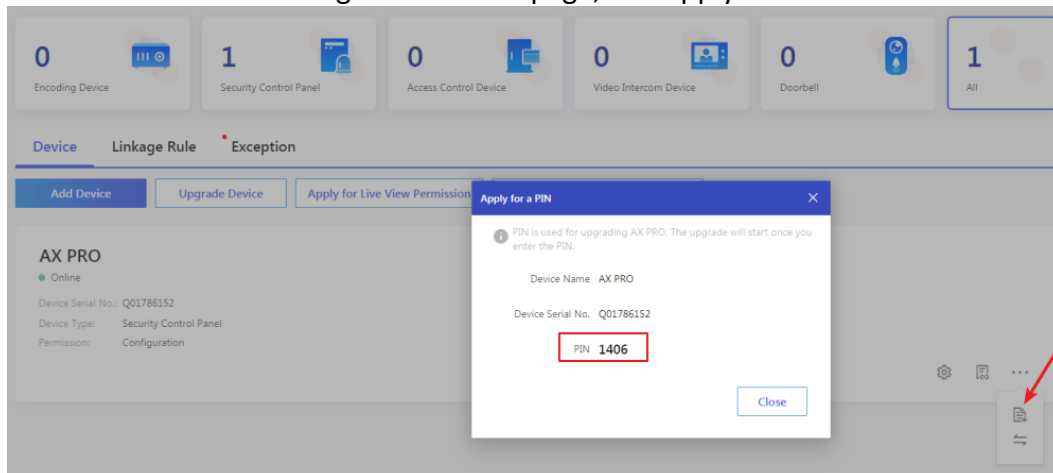 0
Encoding Device
1
Security Control Panel
0
Access Control Device
0
Video Intercom Device
0
Doorbell
1
All
Device Linkage Rule Exception
Add Device Upgrade Device Apply for Live View Permission
Apply for a PIN
PIN is used for upgrading AX PRO. The upgrade will start once you
enter the PIN.
Device Name AX PRO
Device Serial No. Q01786152
PIN 1406
Close
AX PRO
Online
Device Serial No.: Q01786152
Device Type: Security Control Panel
Permission: Configuration